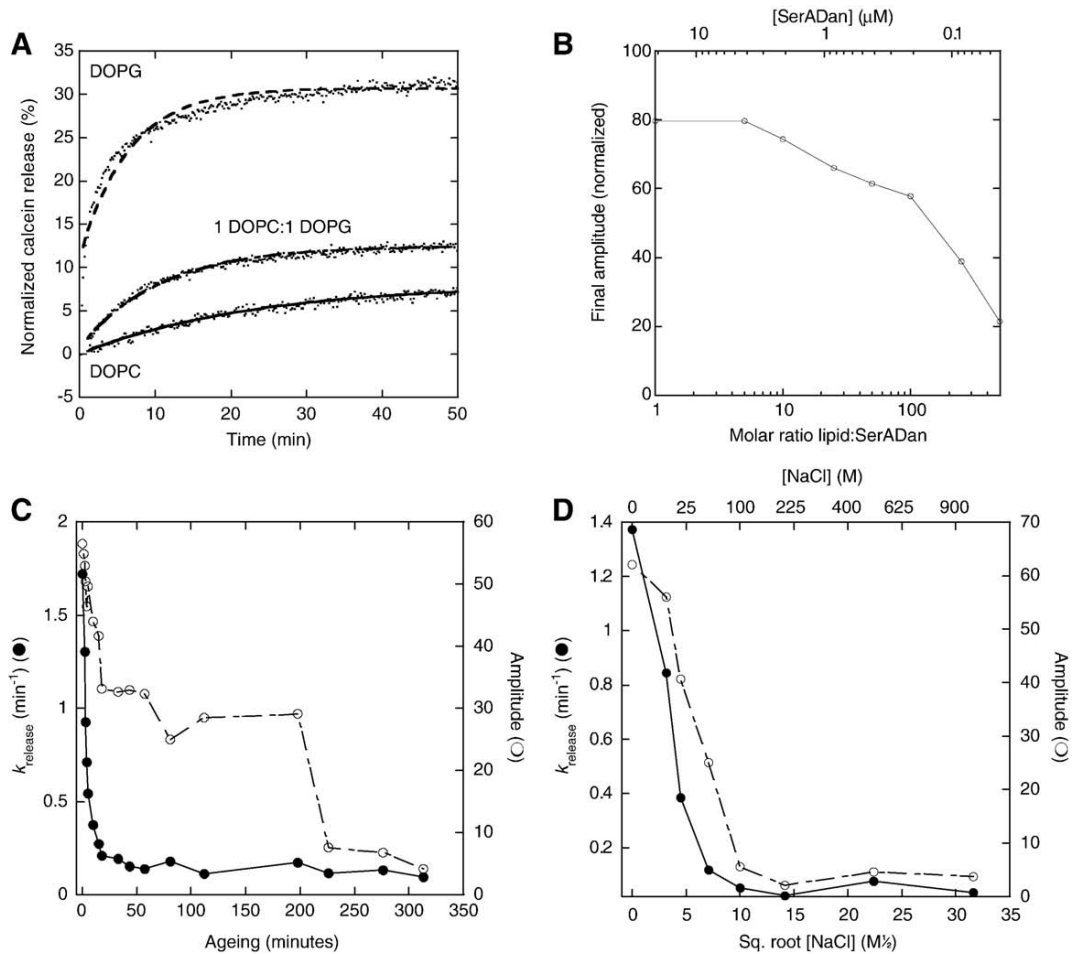 A
35
30
25
20
15
10
5
0
-5
DOPG
1 DOPC:1 DOPG
DOPC
Normalized calcein release (%)
0 10 20 30 40 50
Time (min)
B
[SerADan] (μM)
10 1 0.1
100
80
60
40
20
0
Final amplitude (normalized)
1 10 100
Molar ratio lipid:SerADan
C
2
1.5
1
0.5
0
k release (min-1) (●)
60
50
40
30
20
10
0
Amplitude (○)
0 50 100 150 200 250 300 350
Ageing (minutes)
D
[NaCl] (M)
0 25 100 225 400 625 900
1.4
1.2
1
0.8
0.6
0.4
0.2
k release (min-1) (●)
70
60
50
40
30
20
10
0
Amplitude (○)
0 5 10 15 20 25 30 35
Sq. root [NaCl] (M½)